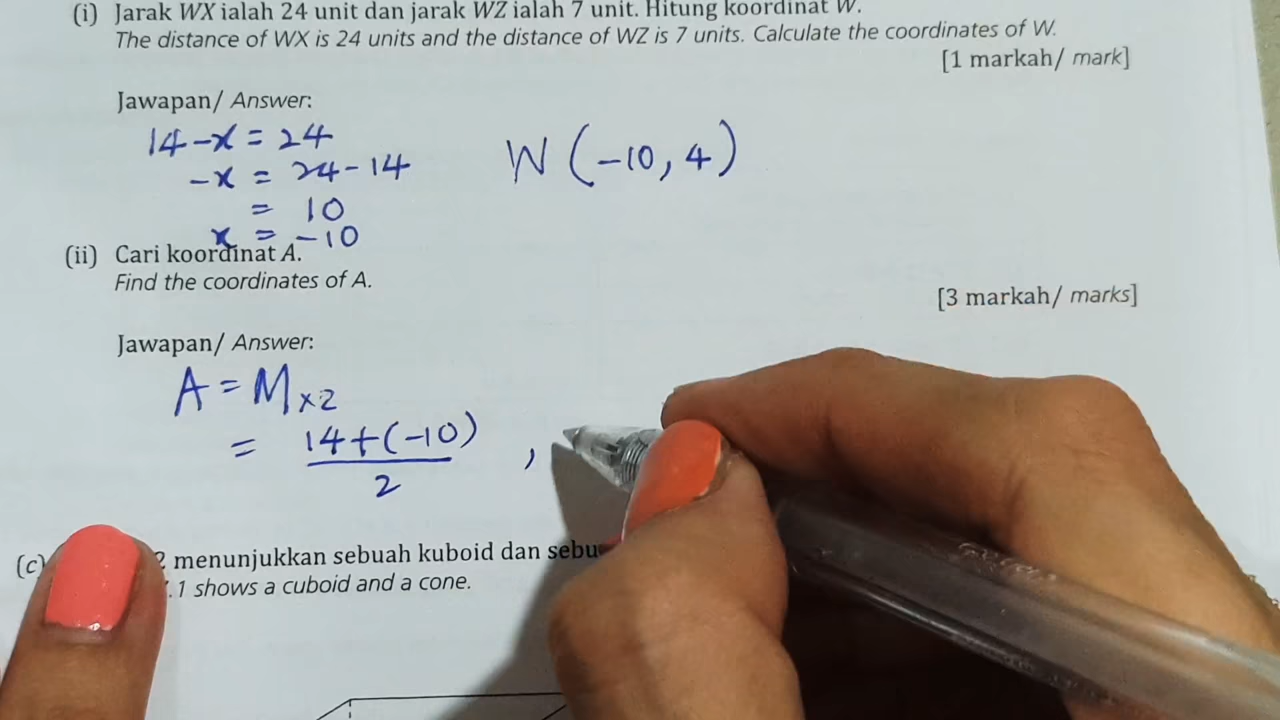 (i) Jarak WX ialah 24 unit dan jarak WZ ialah 7 unit. Hitung koordinat W.
The distance of WX is 24 units and the distance of WZ is 7 units. Calculate the coordinates of W.
[1 markah/ mark]
Jawapan/ Answer:
14-x = 24
-x = 24-14
= 10
x = -10
W (-10, 4)
(ii) Cari koordinat A.
Find the coordinates of A.
[3 markah/ marks]
Jawapan/ Answer:
A = M XZ
= 14+(-10) ,
2
(c) 2 menunjukkan sebuah kuboid dan
.1 shows a cuboid and a cone.